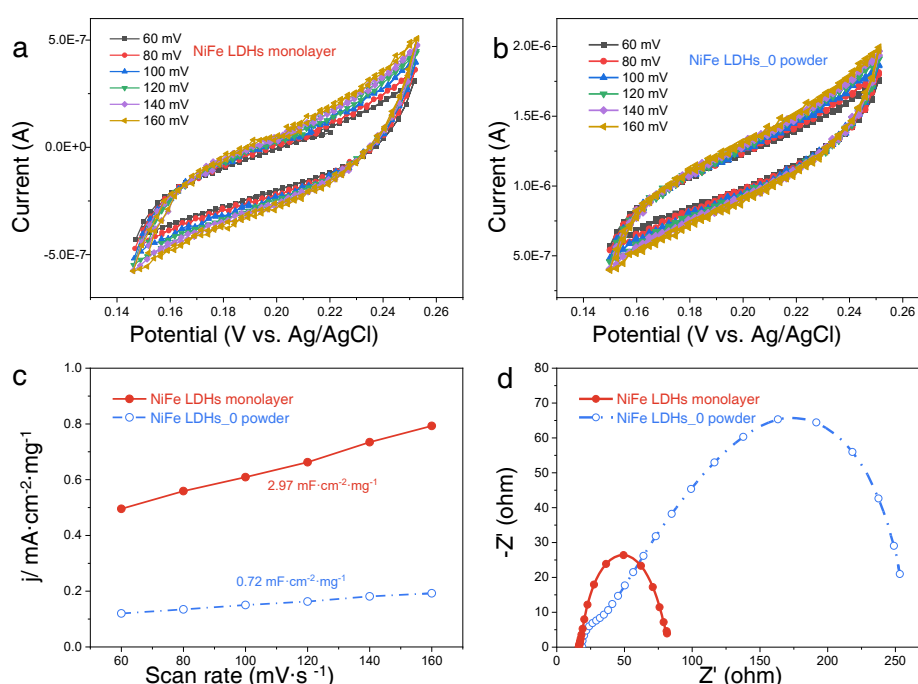 a
5.0E-7
0.0E+0
-5.0E-7
Current (A)
60 mV
80 mV
100 mV
120 mV
140 mV
160 mV
NiFe LDHs monolayer
0.14 0.16 0.18 0.20 0.22 0.24 0.26
Potential (V vs. Ag/AgCl)
b
2.0E-6
1.5E-6
1.0E-6
5.0E-7
Current (A)
60 mV
80 mV
100 mV
120 mV
140 mV
160 mV
NiFe LDHs_0 powder
0.14 0.16 0.18 0.20 0.22 0.24 0.26
Potential (V vs. Ag/AgCl)
c
1.0
0.8
0.6
0.4
0.2
0.0
j/ mA·cm-2·mg-1
NiFe LDHs monolayer
NiFe LDHs_0 powder
2.97 mF·cm-2·mg-1
0.72 mF·cm-2·mg-1
60 80 100 120 140 160
Scan rate (mV·s -1)
d
80
70
60
50
40
30
20
10
0
-Z' (ohm)
NiFe LDHs monolayer
NiFe LDHs_0 powder
0 50 100 150 200 250
Z' (ohm)